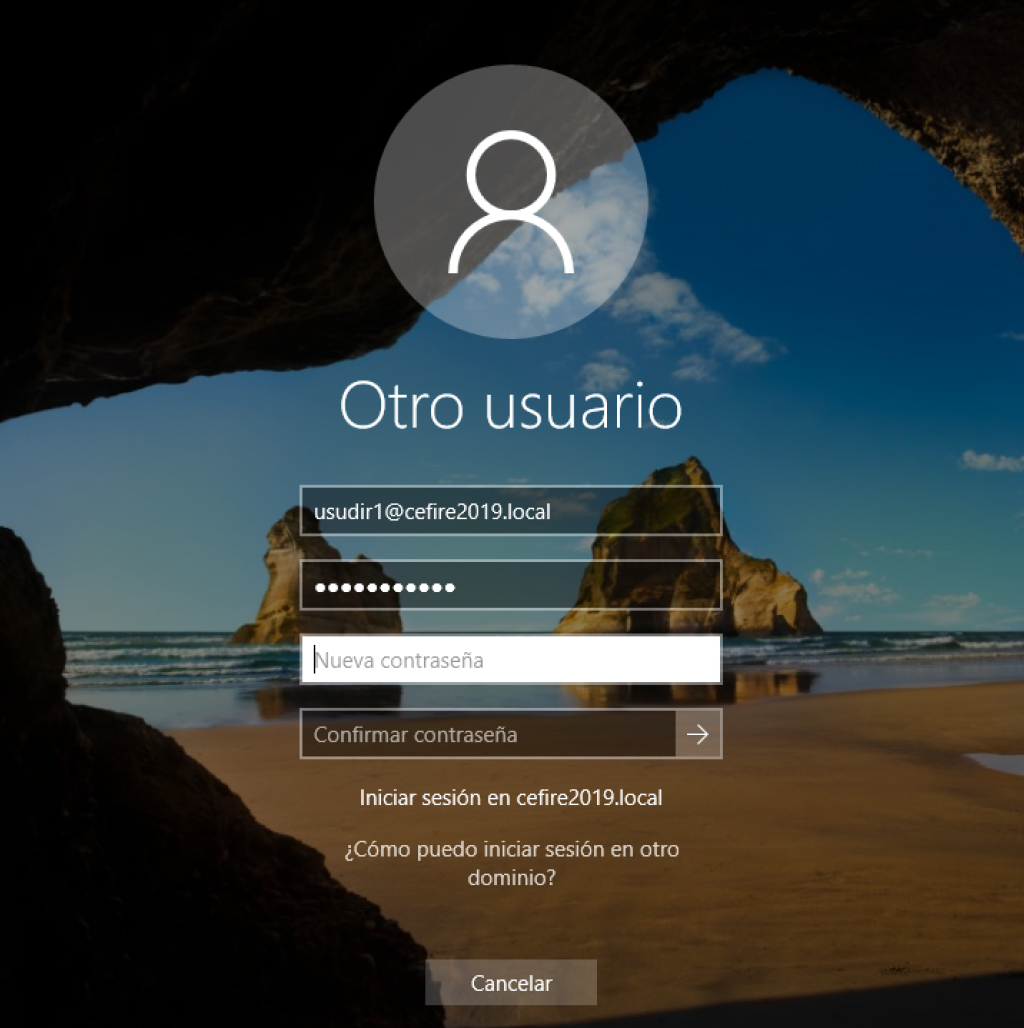 Otro usuario
usudir1@cefire2019.local
●●●●●●●●●●●
Nueva contraseña
Confirmar contraseña
Iniciar sesión en cefire2019.local
¿Cómo puedo iniciar sesión en otro
dominio?
Cancelar